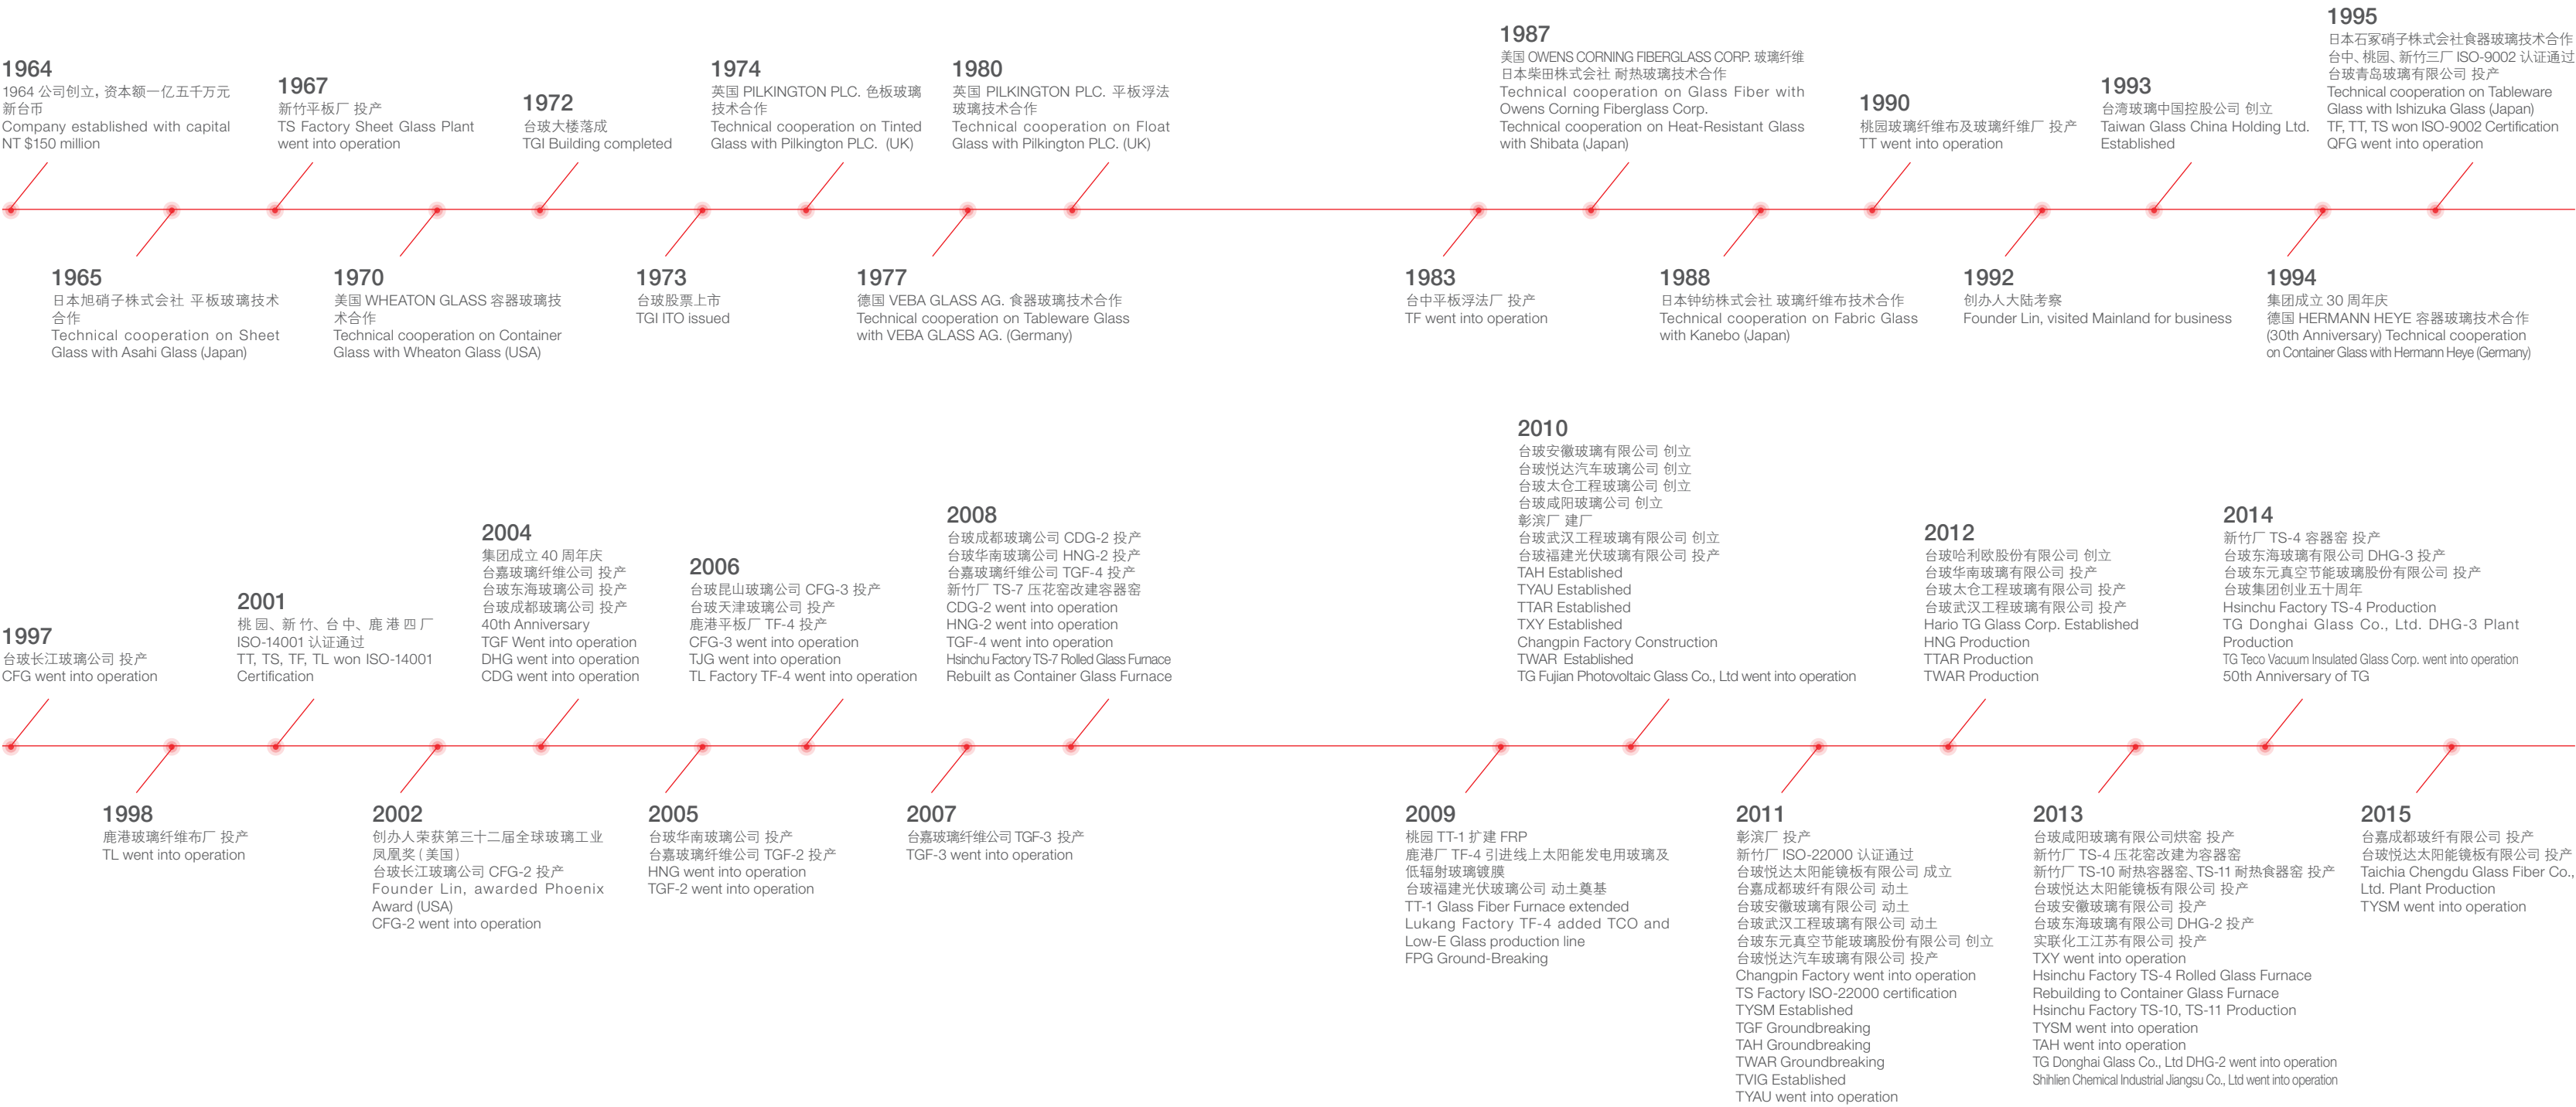 1964
1964 公司创立，资本额一亿五千万元
新台币
Company established with capital
NT $150 million
1965
日本旭硝子株式会社 平板玻璃技术
合作
Technical cooperation on Sheet
Glass with Asahi Glass (Japan)
1967
新竹平板厂 投产
TS Factory Sheet Glass Plant
went into operation
1970
美国 WHEATON GLASS 容器玻璃技
术合作
Technical cooperation on Container
Glass with Wheaton Glass (USA)
1972
台玻大楼落成
TGI Building completed
1973
台玻股票上市
TGI ITO issued
1974
英国 PILKINGTON PLC. 色板玻璃
技术合作
Technical cooperation on Tinted
Glass with Pilkington PLC. (UK)
1977
德国 VEBA GLASS AG. 食器玻璃技术合作
Technical cooperation on Tableware Glass
with VEBA GLASS AG. (Germany)
1980
英国 PILKINGTON PLC. 平板浮法
玻璃技术合作
Technical cooperation on Float
Glass with Pilkington PLC. (UK)
1983
台中平板浮法厂 投产
TF went into operation
1987
美国 OWENS CORNING FIBERGLASS CORP. 玻璃纤维
日本柴田株式会社 耐热玻璃技术合作
Technical cooperation on Glass Fiber with
Owens Corning Fiberglass Corp.
Technical cooperation on Heat-Resistant Glass
with Shibata (Japan)
1988
日本钟纺株式会社 玻璃纤维布技术合作
Technical cooperation on Fabric Glass
with Kanebo (Japan)
1990
桃园玻璃纤维布及玻璃纤维厂 投产
TT went into operation
1992
创办人大陆考察
Founder Lin, visited Mainland for business
1993
台湾玻璃中国控股公司 创立
Taiwan Glass China Holding Ltd.
Established
1994
集团成立 30 周年庆
德国 HERMANN HEYE 容器玻璃技术合作
(30th Anniversary) Technical cooperation
on Container Glass with Hermann Heye (Germany)
1995
日本石冢硝子株式会社食器玻璃技术合作
台中、桃园、新竹三厂 ISO-9002 认证通过
台玻青岛玻璃有限公司 投产
Technical cooperation on Tableware
Glass with Ishizuka Glass (Japan)
TF, TT, TS won ISO-9002 Certification
QFG went into operation
1997
台玻长江玻璃公司 投产
CFG went into operation
1998
鹿港玻璃纤维布厂 投产
TL went into operation
2001
桃园、新竹、台中、鹿港四厂
ISO-14001 认证通过
TT, TS, TF, TL won ISO-14001
Certification
2002
创办人荣获第三十二届全球玻璃工业
凤凰奖（美国）
台玻长江玻璃公司 CFG-2 投产
Founder Lin, awarded Phoenix
Award (USA)
CFG-2 went into operation
2004
集团成立 40 周年庆
台嘉玻璃纤维公司 投产
台玻东海玻璃公司 投产
台玻成都玻璃公司 投产
40th Anniversary
TGF Went into operation
DHG went into operation
CDG went into operation
2005
台玻华南玻璃公司 投产
台嘉玻璃纤维公司 TGF-2 投产
HNG went into operation
TGF-2 went into operation
2006
台玻昆山玻璃公司 CFG-3 投产
台玻天津玻璃公司 投产
鹿港平板厂 TF-4 投产
CFG-3 went into operation
TJG went into operation
TL Factory TF-4 went into operation
2007
台嘉玻璃纤维公司 TGF-3 投产
TGF-3 went into operation
2008
台玻成都玻璃公司 CDG-2 投产
台玻华南玻璃公司 HNG-2 投产
台嘉玻璃纤维公司 TGF-4 投产
新竹厂 TS-7 压花窑改建容器窑
CDG-2 went into operation
HNG-2 went into operation
TGF-4 went into operation
Hsinchu Factory TS-7 Rolled Glass Furnace
Rebuilt as Container Glass Furnace
2009
桃园 TT-1 扩建 FRP
鹿港厂 TF-4 引进线上太阳能发电用玻璃及
低辐射玻璃镀膜
台玻福建光伏玻璃公司 动土奠基
TT-1 Glass Fiber Furnace extended
Lukang Factory TF-4 added TCO and
Low-E Glass production line
FPG Ground-Breaking
2010
台玻安徽玻璃有限公司 创立
台玻悦达汽车玻璃公司 创立
台玻太仓工程玻璃公司 创立
台玻咸阳玻璃公司 创立
彰滨厂 建厂
台玻武汉工程玻璃有限公司 创立
台玻福建光伏玻璃有限公司 投产
TAH Established
TYAU Established
TTAR Established
TXY Established
Changpin Factory Construction
TWAR Established
TG Fujian Photovoltaic Glass Co., Ltd went into operation
2011
彰滨厂 投产
新竹厂 ISO-22000 认证通过
台玻悦达太阳能镜板有限公司 成立
台嘉成都玻纤有限公司 动土
台玻安徽玻璃有限公司 动土
台玻武汉工程玻璃有限公司 动土
台玻东元真空节能玻璃股份有限公司 创立
台玻悦达汽车玻璃有限公司 投产
Changpin Factory went into operation
TS Factory ISO-22000 certification
TYSM Established
TGF Groundbreaking
TAH Groundbreaking
TWAR Groundbreaking
TVIG Established
TYAU went into operation
2012
台玻哈利欧股份有限公司 创立
台玻华南玻璃有限公司 投产
台玻太仓工程玻璃有限公司 投产
台玻武汉工程玻璃有限公司 投产
Hario TG Glass Corp. Established
HNG Production
TTAR Production
TWAR Production
2013
台玻咸阳玻璃有限公司烘窑 投产
新竹厂 TS-4 压花窑改建为容器窑
新竹厂 TS-10 耐热容器窑、TS-11 耐热食器窑 投产
台玻悦达太阳能镜板有限公司 投产
台玻安徽玻璃有限公司 投产
台玻东海玻璃有限公司 DHG-2 投产
实联化工江苏有限公司 投产
TXY went into operation
Hsinchu Factory TS-4 Rolled Glass Furnace
Rebuilding to Container Glass Furnace
Hsinchu Factory TS-10, TS-11 Production
TYSM went into operation
TAH went into operation
TG Donghai Glass Co., Ltd DHG-2 went into operation
Shihlien Chemical Industrial Jiangsu Co., Ltd went into operation
2014
新竹厂 TS-4 容器窑 投产
台玻东海玻璃有限公司 DHG-3 投产
台玻东元真空节能玻璃股份有限公司 投产
台玻集团创业五十周年
Hsinchu Factory TS-4 Production
TG Donghai Glass Co., Ltd. DHG-3 Plant
Production
TG Teco Vacuum Insulated Glass Corp. went into operation
50th Anniversary of TG
2015
台嘉成都玻纤有限公司 投产
台玻悦达太阳能镜板有限公司 投产
Taichia Chengdu Glass Fiber Co.,
Ltd. Plant Production
TYSM went into operation